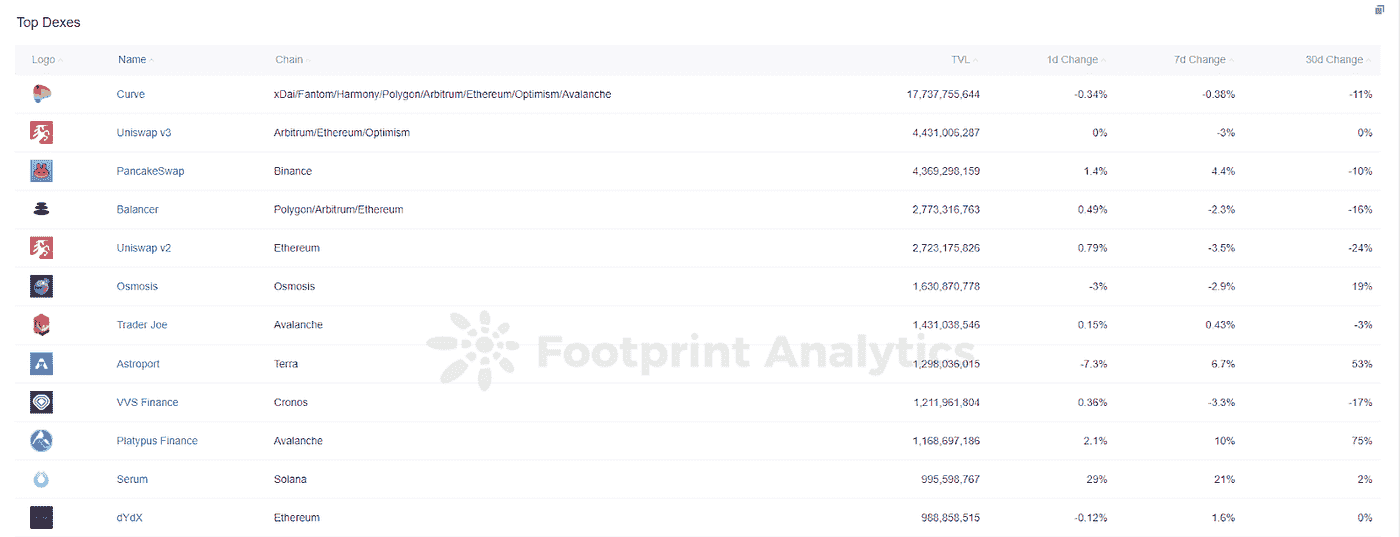 Top Dexes
Logo Name Chain TVL 1d Change 7d Change 30d Change
Curve xDai/Fantom/Harmony/Polygon/Arbitrum/Ethereum/Optimism/Avalanche 17,737,755,644 -0.34% -0.38% -11%
Uniswap v3 Arbitrum/Ethereum/Optimism 4,431,006,287 0% -3% 0%
PancakeSwap Binance 4,369,298,159 1.4% 4.4% -10%
Balancer Polygon/Arbitrum/Ethereum 2,773,316,763 0.49% -2.3% -16%
Uniswap v2 Ethereum 2,723,175,826 0.79% -3.5% -24%
Osmosis Osmosis 1,630,870,778 -3% -2.9% 19%
Trader Joe Avalanche 1,431,038,546 0.15% 0.43% -3%
Footprint Analytics
Astroport Terra 1,298,036,015 -7.3% 6.7% 53%
VVS Finance Cronos 1,211,961,804 0.36% -3.3% -17%
Platypus Finance Avalanche 1,168,697,186 2.1% 10% 75%
Serum Solana 995,598,767 29% 21% 2%
dYdX Ethereum 988,858,515 -0.12% 1.6% 0%